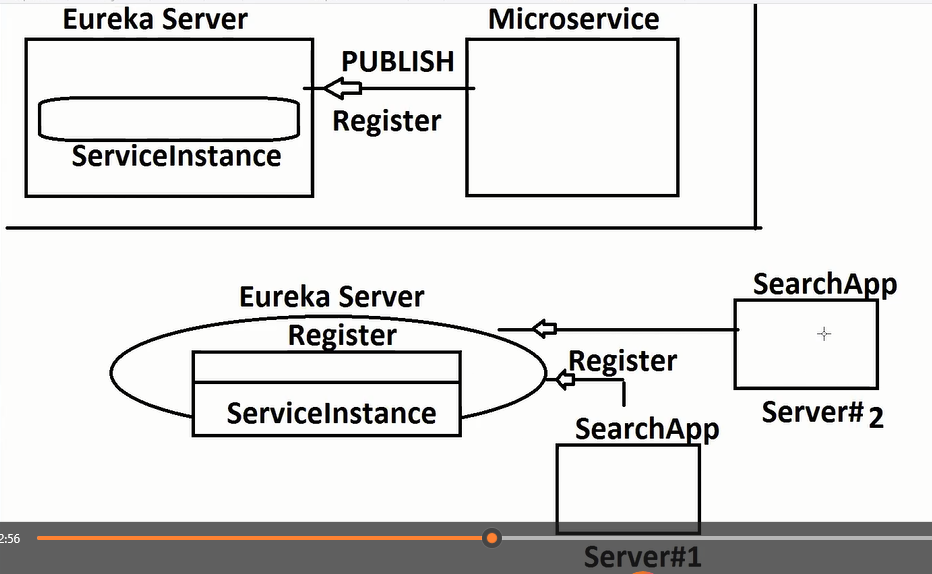 Eureka Server
Microservice
PUBLISH
Register
ServiceInstance
SearchApp
Eureka Server
Register
Register
ServiceInstance
Server# 2
SearchApp
2:56
Server#1